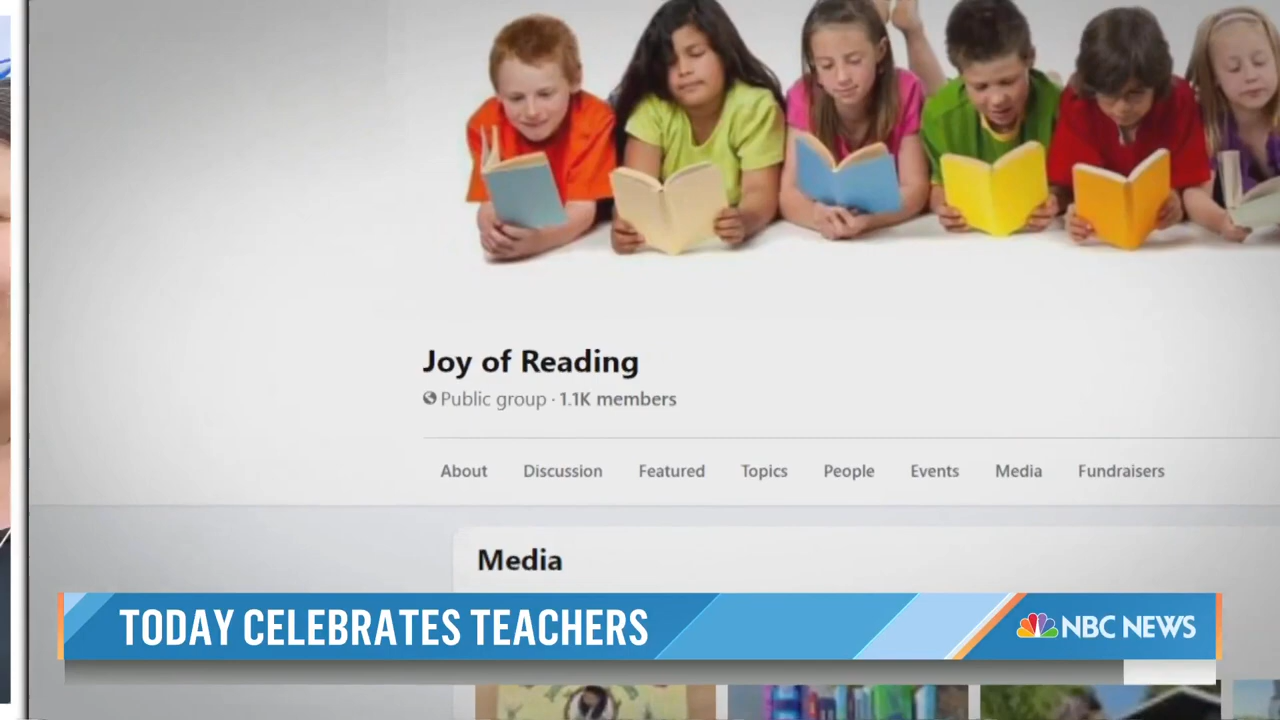 Joy of Reading
Public group · 1.1K members
About Discussion Featured Topics People Events Media Fundraisers
Media
TODAY CELEBRATES TEACHERS
NBC NEWS